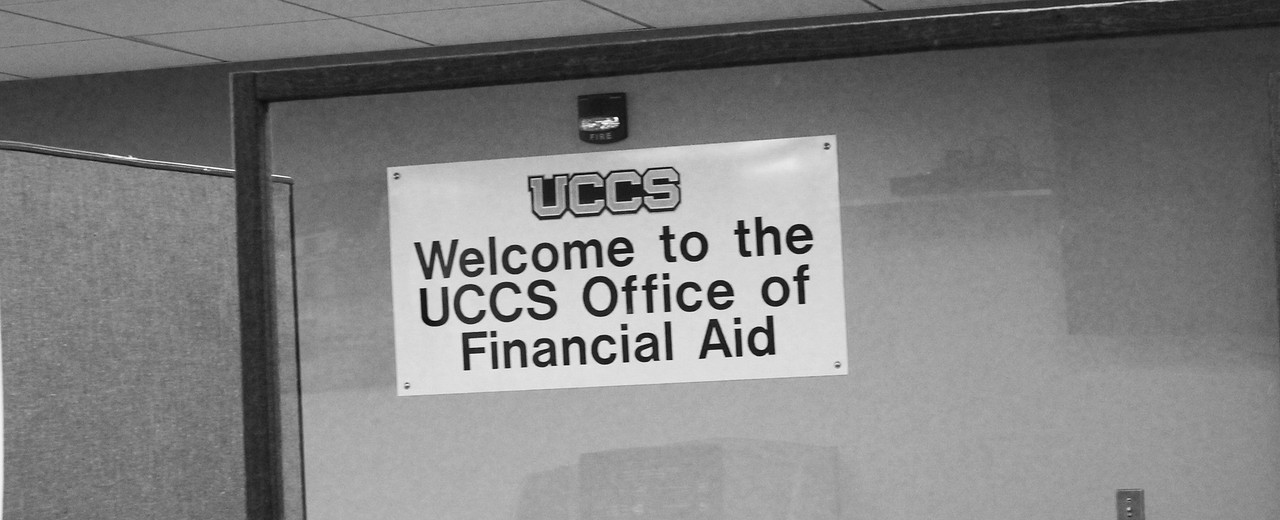 FIRE
UCCS
Welcome to the
UCCS Office of
Financial Aid